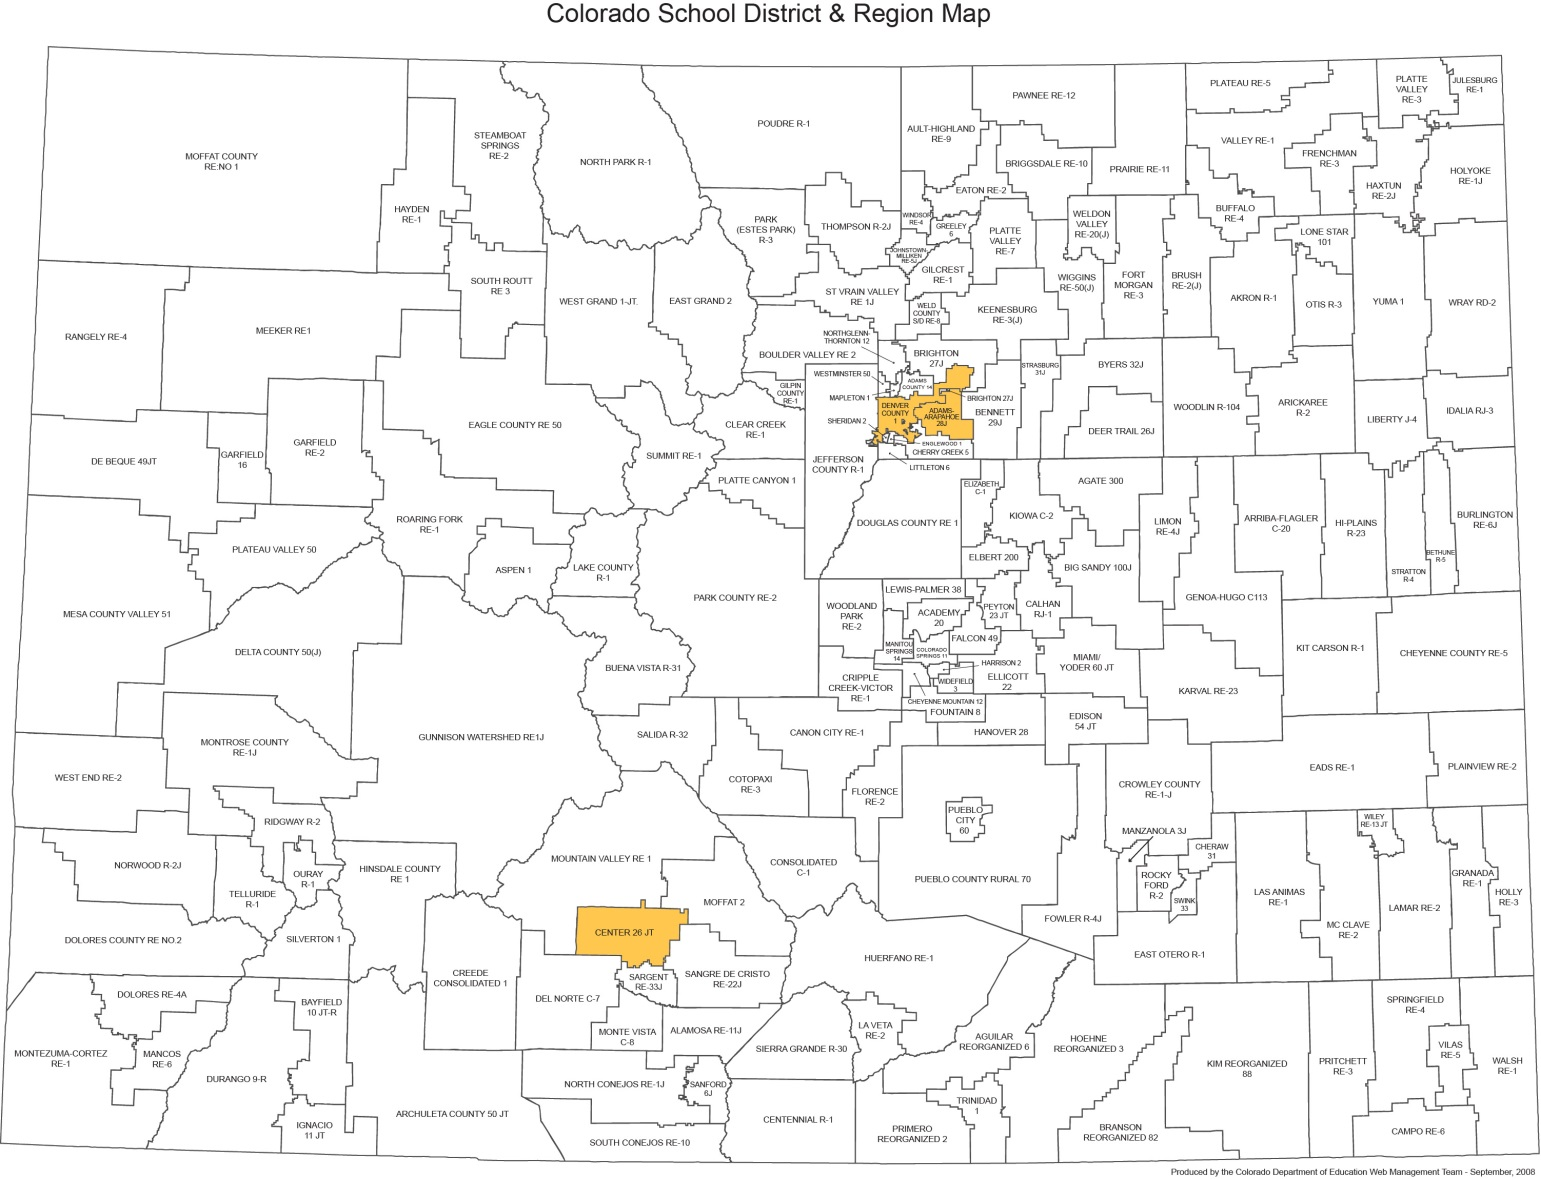 Colorado School District & Region Map
MOFFAT COUNTY
RE:NO 1
HAYDEN
RE-1
STEAMBOAT
SPRINGS
RE-2
NORTH PARK R-1
POUDRE R-1
AULT-HIGHLAND
RE-9
PAWNEE RE-12
BRIGGSDALE RE-10
PRAIRIE RE-11
PLATEAU RE-5
VALLEY RE-1
FRENCHMAN
RE-3
PLATTE
VALLEY
RE-3
JULESBURG
RE-1
HAXTUN
RE-2J
HOLYOKE
RE-1J
BUFFALO
RE-4
LONE STAR
101
PARK
(ESTES PARK)
R-3
THOMPSON R-2J
EATON RE-2
WINDSOR
RE-4
GREELEY
6
JOHNSTOWN-
MILLIKEN
RE-5J
GILCREST
RE-1
PLATTE
VALLEY
RE-7
WELDON
VALLEY
RE-20(J)
WIGGINS
RE-50(J)
FORT
MORGAN
RE-3
BRUSH
RE-2(J)
AKRON R-1
OTIS R-3
YUMA 1
WRAY RD-2
RANGELY RE-4
MEEKER RE1
SOUTH ROUTT
RE 3
WEST GRAND 1-JT.
EAST GRAND 2
ST VRAIN VALLEY
RE 1J
WELD
COUNTY
S/D RE-8
KEENESBURG
RE-3(J)
NORTHGLENN-
THORNTON 12
BOULDER VALLEY RE 2
BRIGHTON
27J
WESTMINSTER 50
ADAMS
COUNTY 14
MAPLETON 1
BRIGHTON 27J
DENVER
COUNTY
1
ADAMS-
ARAPAHOE
28J
BENNETT
29J
STRASBURG
31J
BYERS 32J
DEER TRAIL 26J
WOODLIN R-104
ARICKAREE
R-2
LIBERTY J-4
IDALIA RJ-3
GILPIN
COUNTY
RE-1
CLEAR CREEK
RE-1
SHERIDAN 2
ENGLEWOOD 1
CHERRY CREEK 5
LITTLETON 6
JEFFERSON
COUNTY R-1
DE BEQUE 49JT
GARFIELD
16
GARFIELD
RE-2
EAGLE COUNTY RE 50
SUMMIT RE-1
PLATTE CANYON 1
ROARING FORK
RE-1
PLATEAU VALLEY 50
ASPEN 1
LAKE COUNTY
R-1
DOUGLAS COUNTY RE 1
ELIZABETH
C-1
KIOWA C-2
AGATE 300
ELBERT 200
BIG SANDY 100J
LIMON
RE-4J
ARRIBA-FLAGLER
C-20
HI-PLAINS
R-23
STRATTON
R-4
BETHUNE
R-5
BURLINGTON
RE-6J
MESA COUNTY VALLEY 51
DELTA COUNTY 50(J)
PARK COUNTY RE-2
WOODLAND
PARK
RE-2
LEWIS-PALMER 38
ACADEMY
20
PEYTON
23 JT
CALHAN
RJ-1
GENOA-HUGO C113
MANITOU
SPRINGS
14
COLORADO
SPRINGS 11
FALCON 49
HARRISON 2
WIDEFIELD
3
ELLICOTT
22
MIAMI/
YODER 60 JT
KARVAL RE-23
KIT CARSON R-1
CHEYENNE COUNTY RE-5
BUENA VISTA R-31
CRIPPLE
CREEK-VICTOR
RE-1
CHEYENNE MOUNTAIN 12
FOUNTAIN 8
HANOVER 28
EDISON
54 JT
WEST END RE-2
MONTROSE COUNTY
RE-1J
GUNNISON WATERSHED RE1J
SALIDA R-32
CANON CITY RE-1
COTOPAXI
RE-3
FLORENCE
RE-2
PUEBLO
CITY
60
CROWLEY COUNTY
RE-1-J
EADS RE-1
PLAINVIEW RE-2
RIDGWAY R-2
NORWOOD R-2J
TELLURIDE
R-1
OURAY
R-1
HINSDALE COUNTY
RE 1
MOUNTAIN VALLEY RE 1
MOFFAT 2
CONSOLIDATED
C-1
PUEBLO COUNTY RURAL 70
MANZANOLA 3J
CHERAW
31
ROCKY
FORD
R-2
SWINK
33
FOWLER R-4J
EAST OTERO R-1
LAS ANIMAS
RE-1
WILEY
RE-13 JT
MC CLAVE
RE-2
LAMAR RE-2
GRANADA
RE-1
HOLLY
RE-3
DOLORES COUNTY RE NO.2
SILVERTON 1
CREEDE
CONSOLIDATED 1
CENTER 26 JT
SARGENT
RE-33J
SANGRE DE CRISTO
RE-22J
DEL NORTE C-7
MONTE VISTA
C-8
ALAMOSA RE-11J
HUERFANO RE-1
LA VETA
RE-2
SIERRA GRANDE R-30
AGUILAR
REORGANIZED 6
HOEHNE
REORGANIZED 3
KIM REORGANIZED
88
PRITCHETT
RE-3
SPRINGFIELD
RE-4
VILAS
RE-5
WALSH
RE-1
CAMPO RE-6
DOLORES RE-4A
MONTEZUMA-CORTEZ
RE-1
MANCOS
RE-6
DURANGO 9-R
BAYFIELD
10 JT-R
IGNACIO
11 JT
ARCHULETA COUNTY 50 JT
NORTH CONEJOS RE-1J
SANFORD
6J
SOUTH CONEJOS RE-10
CENTENNIAL R-1
PRIMERO
REORGANIZED 2
TRINIDAD
1
BRANSON
REORGANIZED 82
Produced by the Colorado Department of Education Web Management Team - September, 2008